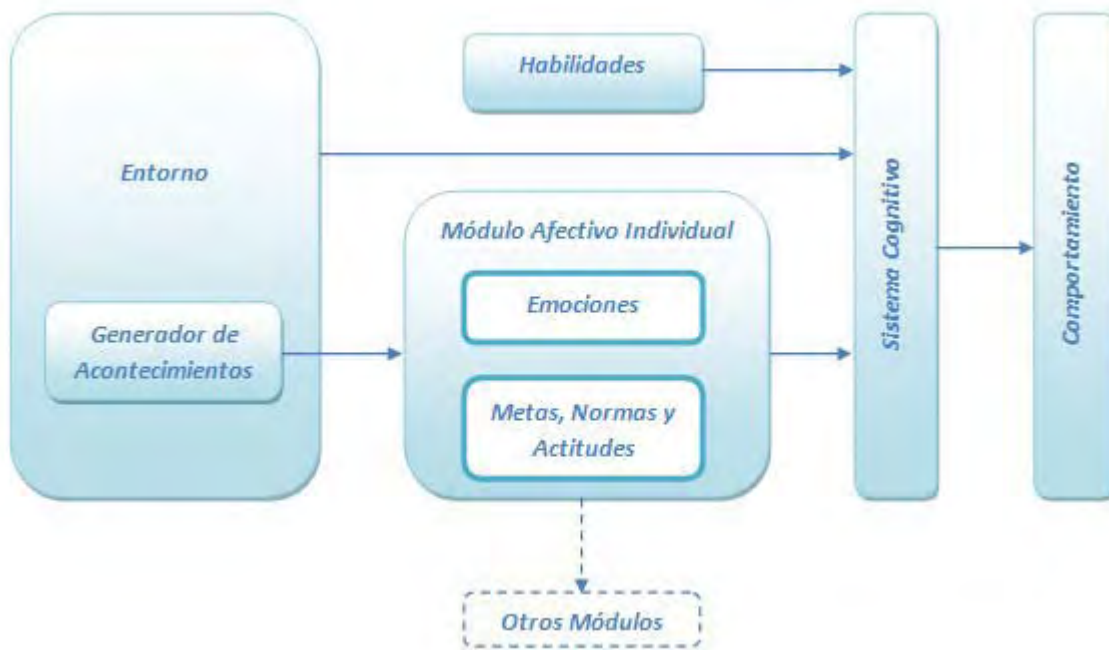 Habilidades
Entorno
Módulo Afectivo Individual
Emociones
Generador de
Acontecimientos
Metas, Normas y
Actitudes
Otros Módulos
Sistema Cognitivo
Comportamiento